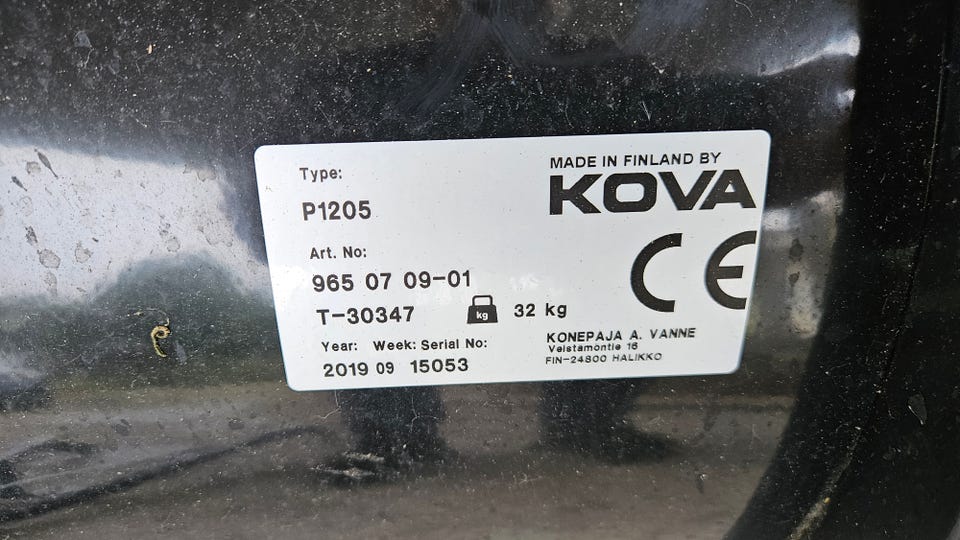 Type:
P1205
Art. No:
965 07 09-01
T-30347
kg
32 kg
Year: Week: Serial No:
2019 09 15053
MADE IN FINLAND BY
KOVA
CE
KONEPAJA A. VANNE
Veistamontie 16
FIN-24800 HALIKKO